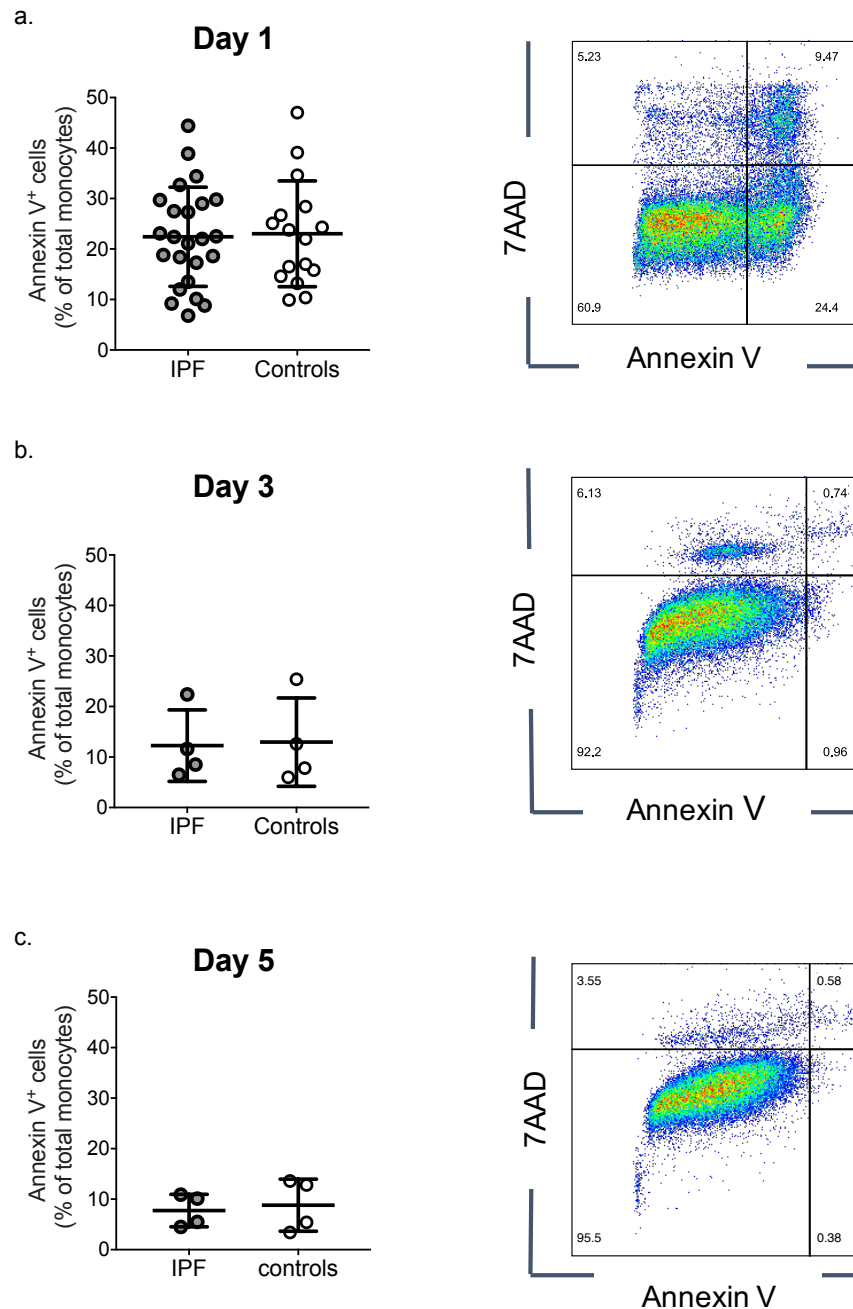 a.
Day 1
50
40
30
20
10
0
Annexin V+ cells
(% of total monocytes)
IPF Controls
5.23 9.47
60.9 24.4
7AAD
Annexin V
b.
Day 3
50
40
30
20
10
0
Annexin V+ cells
(% of total monocytes)
IPF Controls
6.13 0.74
92.2 0.96
7AAD
Annexin V
c.
Day 5
50
40
30
20
10
0
Annexin V+ cells
(% of total monocytes)
IPF controls
3.55 0.58
95.5 0.38
7AAD
Annexin V